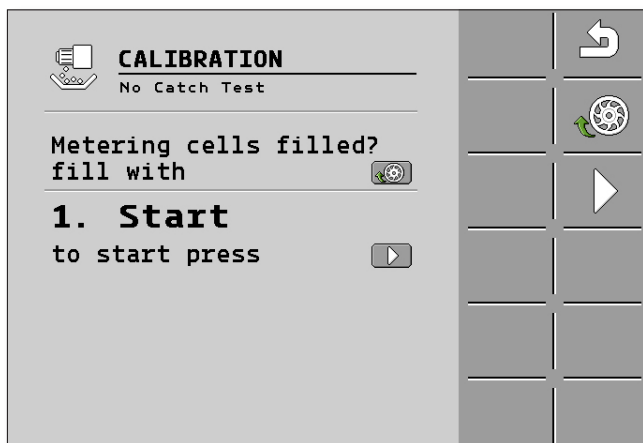 CALIBRATION
No Catch Test
Metering cells filled?
fill with
1. Start
to start press